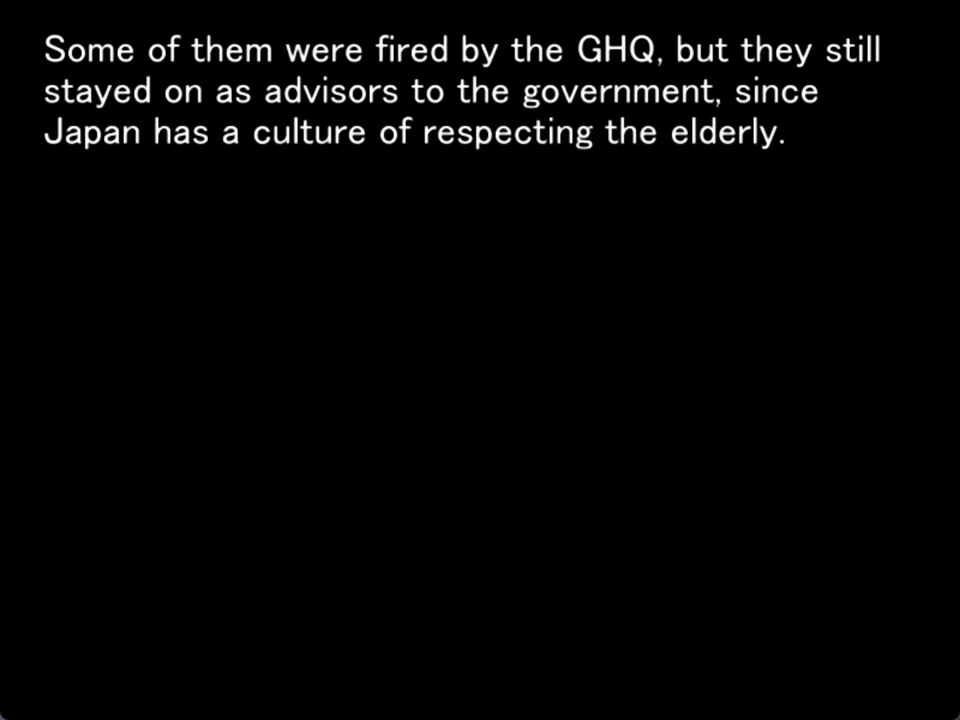 Some of them were fired by the GHQ, but they still
stayed on as advisors to the government, since
Japan has a culture of respecting the elderly.